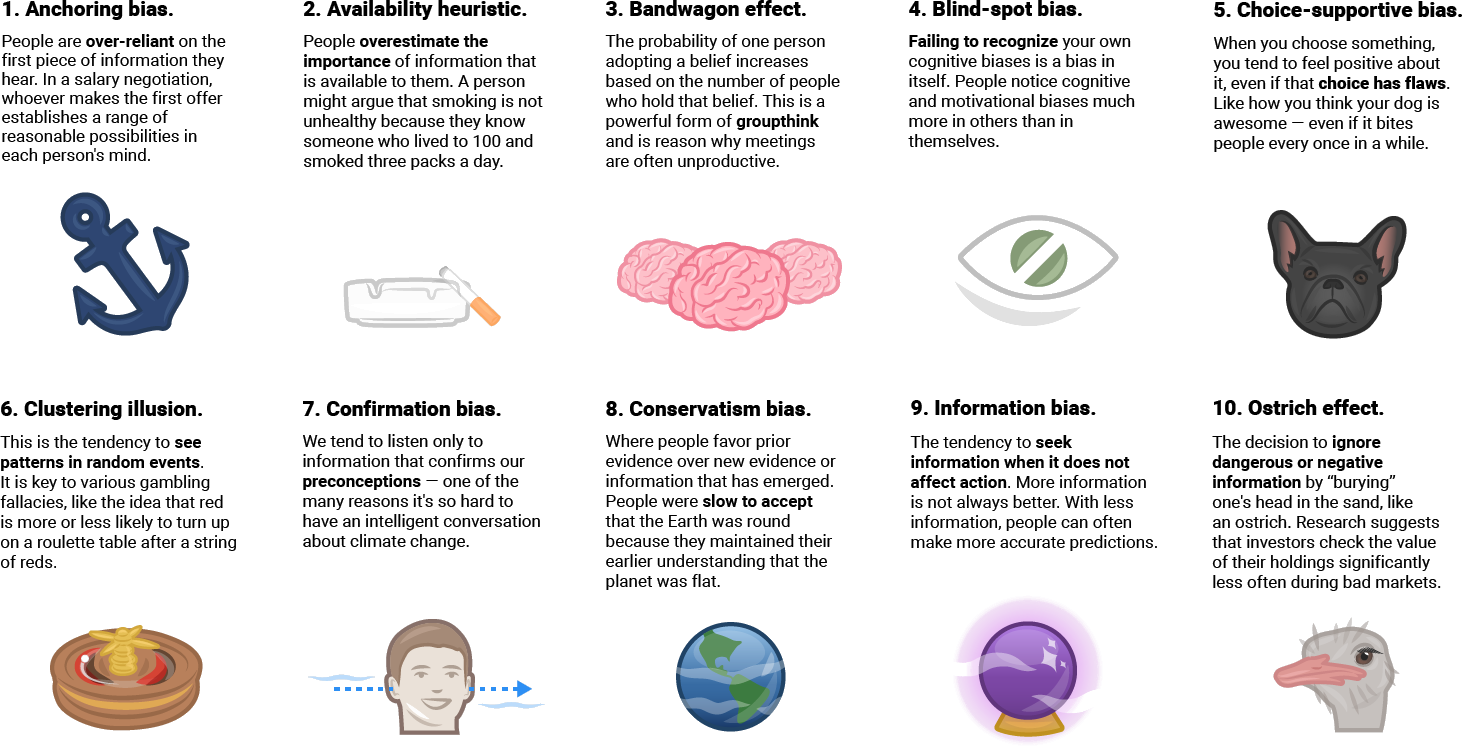 1. Anchoring bias.
People are over-reliant on the
first piece of information they
hear. In a salary negotiation,
whoever makes the first offer
establishes a range of
reasonable possibilities in
each person's mind.
2. Availability heuristic.
People overestimate the
importance of information that
is available to them. A person
might argue that smoking is not
unhealthy because they know
someone who lived to 100 and
smoked three packs a day.
3. Bandwagon effect.
The probability of one person
adopting a belief increases
based on the number of people
who hold that belief. This is a
powerful form of groupthink
and is reason why meetings
are often unproductive.
4. Blind-spot bias.
Failing to recognize your own
cognitive biases is a bias in
itself. People notice cognitive
and motivational biases much
more in others than in
themselves.
5. Choice-supportive bias.
When you choose something,
you tend to feel positive about
it, even if that choice has flaws.
Like how you think your dog is
awesome — even if it bites
people every once in a while.
6. Clustering illusion.
This is the tendency to see
patterns in random events.
It is key to various gambling
fallacies, like the idea that red
is more or less likely to turn up
on a roulette table after a string
of reds.
7. Confirmation bias.
We tend to listen only to
information that confirms our
preconceptions — one of the
many reasons it's so hard to
have an intelligent conversation
about climate change.
8. Conservatism bias.
Where people favor prior
evidence over new evidence or
information that has emerged.
People were slow to accept
that the Earth was round
because they maintained their
earlier understanding that the
planet was flat.
9. Information bias.
The tendency to seek
information when it does not
affect action. More information
is not always better. With less
information, people can often
make more accurate predictions.
10. Ostrich effect.
The decision to ignore
dangerous or negative
information by “burying”
one's head in the sand, like
an ostrich. Research suggests
that investors check the value
of their holdings significantly
less often during bad markets.